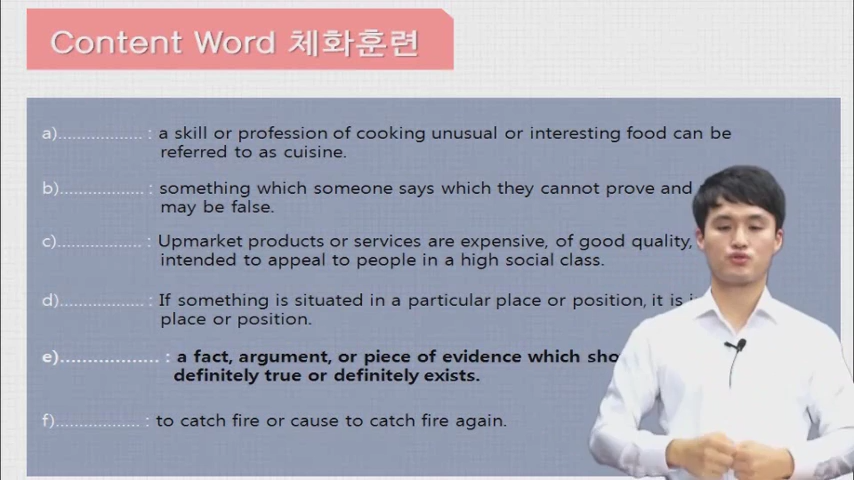 Content Word 체화훈련
a)................. : a skill or profession of cooking unusual or interesting food can be
referred to as cuisine.
b)................. : something which someone says which they cannot prove and
may be false.
c)................. : Upmarket products or services are expensive, of good quality,
intended to appeal to people in a high social class.
d)................. : If something is situated in a particular place or position, it is
place or position.
e).................. : a fact, argument, or piece of evidence which
definitely true or definitely exists.
f)................. : to catch fire or cause to catch fire again.